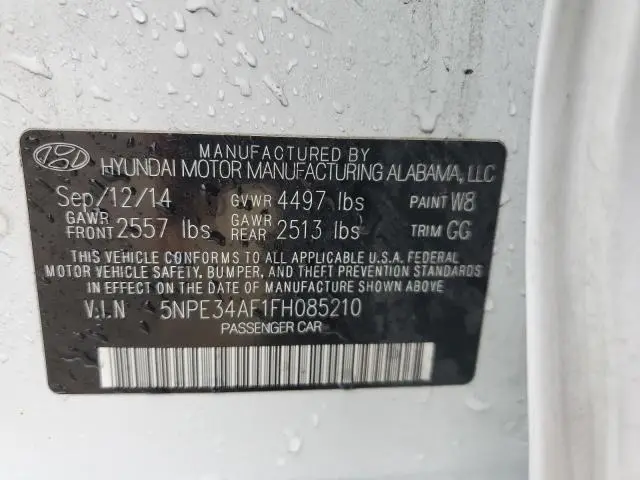 MANUFACTURED BY
HYUNDAI MOTOR MANUFACTURING ALABAMA, LLC
Sep/12/14 GVWR 4497 lbs PAINT W8
GAWR FRONT 2557 lbs GAWR REAR 2513 lbs TRIM GG
THIS VEHICLE CONFORMS TO ALL APPLICABLE U.S.A. FEDERAL
MOTOR VEHICLE SAFETY, BUMPER, AND THEFT PREVENTION
STANDARDS IN EFFECT ON THE DATE OF MANUFACTURE SHOWN ABOVE.
V.I.N 5NPE34AF1FH085210
PASSENGER CAR